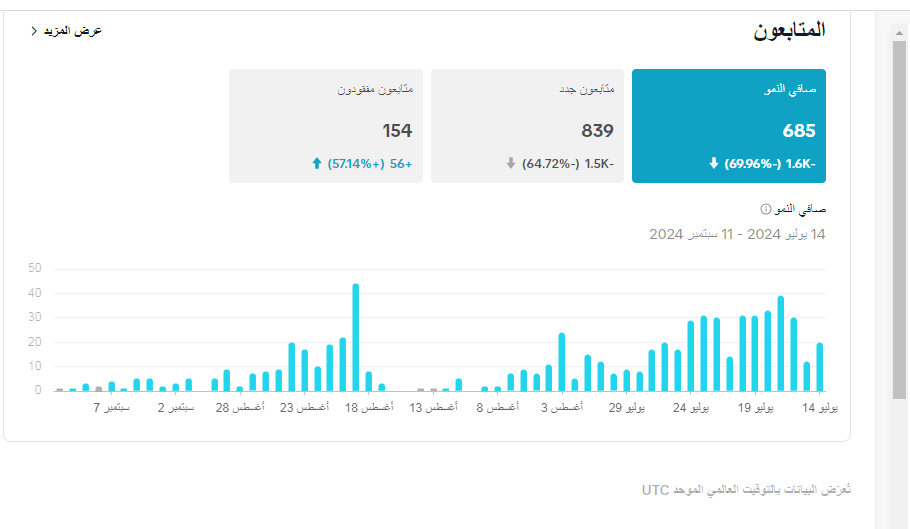 المتابعون
عرض المزيد
صافي النمو
685
-1.6K (-69.96%)
متابعون جدد
839
-1.5K (-64.72%)
متابعون مفقودون
154
+56 (+57.14%)
صافي النمو
14 يوليو 2024 - 11 سبتمبر 2024
50
40
30
20
10
0
يوليو 14
يوليو 19
يوليو 24
يوليو 29
أغسطس 3
أغسطس 8
أغسطس 13
أغسطس 18
أغسطس 23
أغسطس 28
سبتمبر 2
سبتمبر 7
تُعرَض البيانات بالتوقيت العالمي الموحد UTC